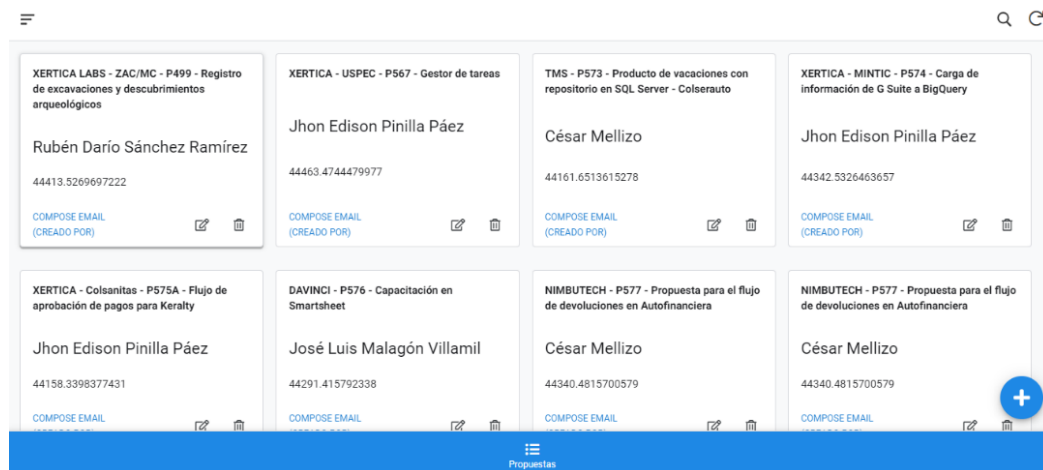 XERTICA LABS - ZAC/MC - P499 - Registro
de excavaciones y descubrimientos
arqueológicos
Rubén Darío Sánchez Ramírez
44413.5269697222
COMPOSE EMAIL
(CREADO POR)
XERTICA - USPEC - P567 - Gestor de tareas
Jhon Edison Pinilla Páez
44463.4744479977
COMPOSE EMAIL
(CREADO POR)
TMS - P573 - Producto de vacaciones con
repositorio en SQL Server - Colserauto
César Mellizo
44161.6513615278
COMPOSE EMAIL
(CREADO POR)
XERTICA - MINTIC - P574 - Carga de
información de G Suite a BigQuery
Jhon Edison Pinilla Páez
44342.5326463657
COMPOSE EMAIL
(CREADO POR)
XERTICA - Colsanitas - P575A - Flujo de
aprobación de pagos para Keralty
Jhon Edison Pinilla Páez
44158.3398377431
COMPOSE EMAIL
DAVINCI - P576 - Capacitación en
Smartsheet
José Luis Malagón Villamil
44291.415792338
COMPOSE EMAIL
NIMBUTECH - P577 - Propuesta para el flujo
de devoluciones en Autofinanciera
César Mellizo
44340.4815700579
COMPOSE EMAIL
NIMBUTECH - P577 - Propuesta para el flujo
de devoluciones en Autofinanciera
César Mellizo
44340.4815700579
COMPOSE EMAIL
Propuestas